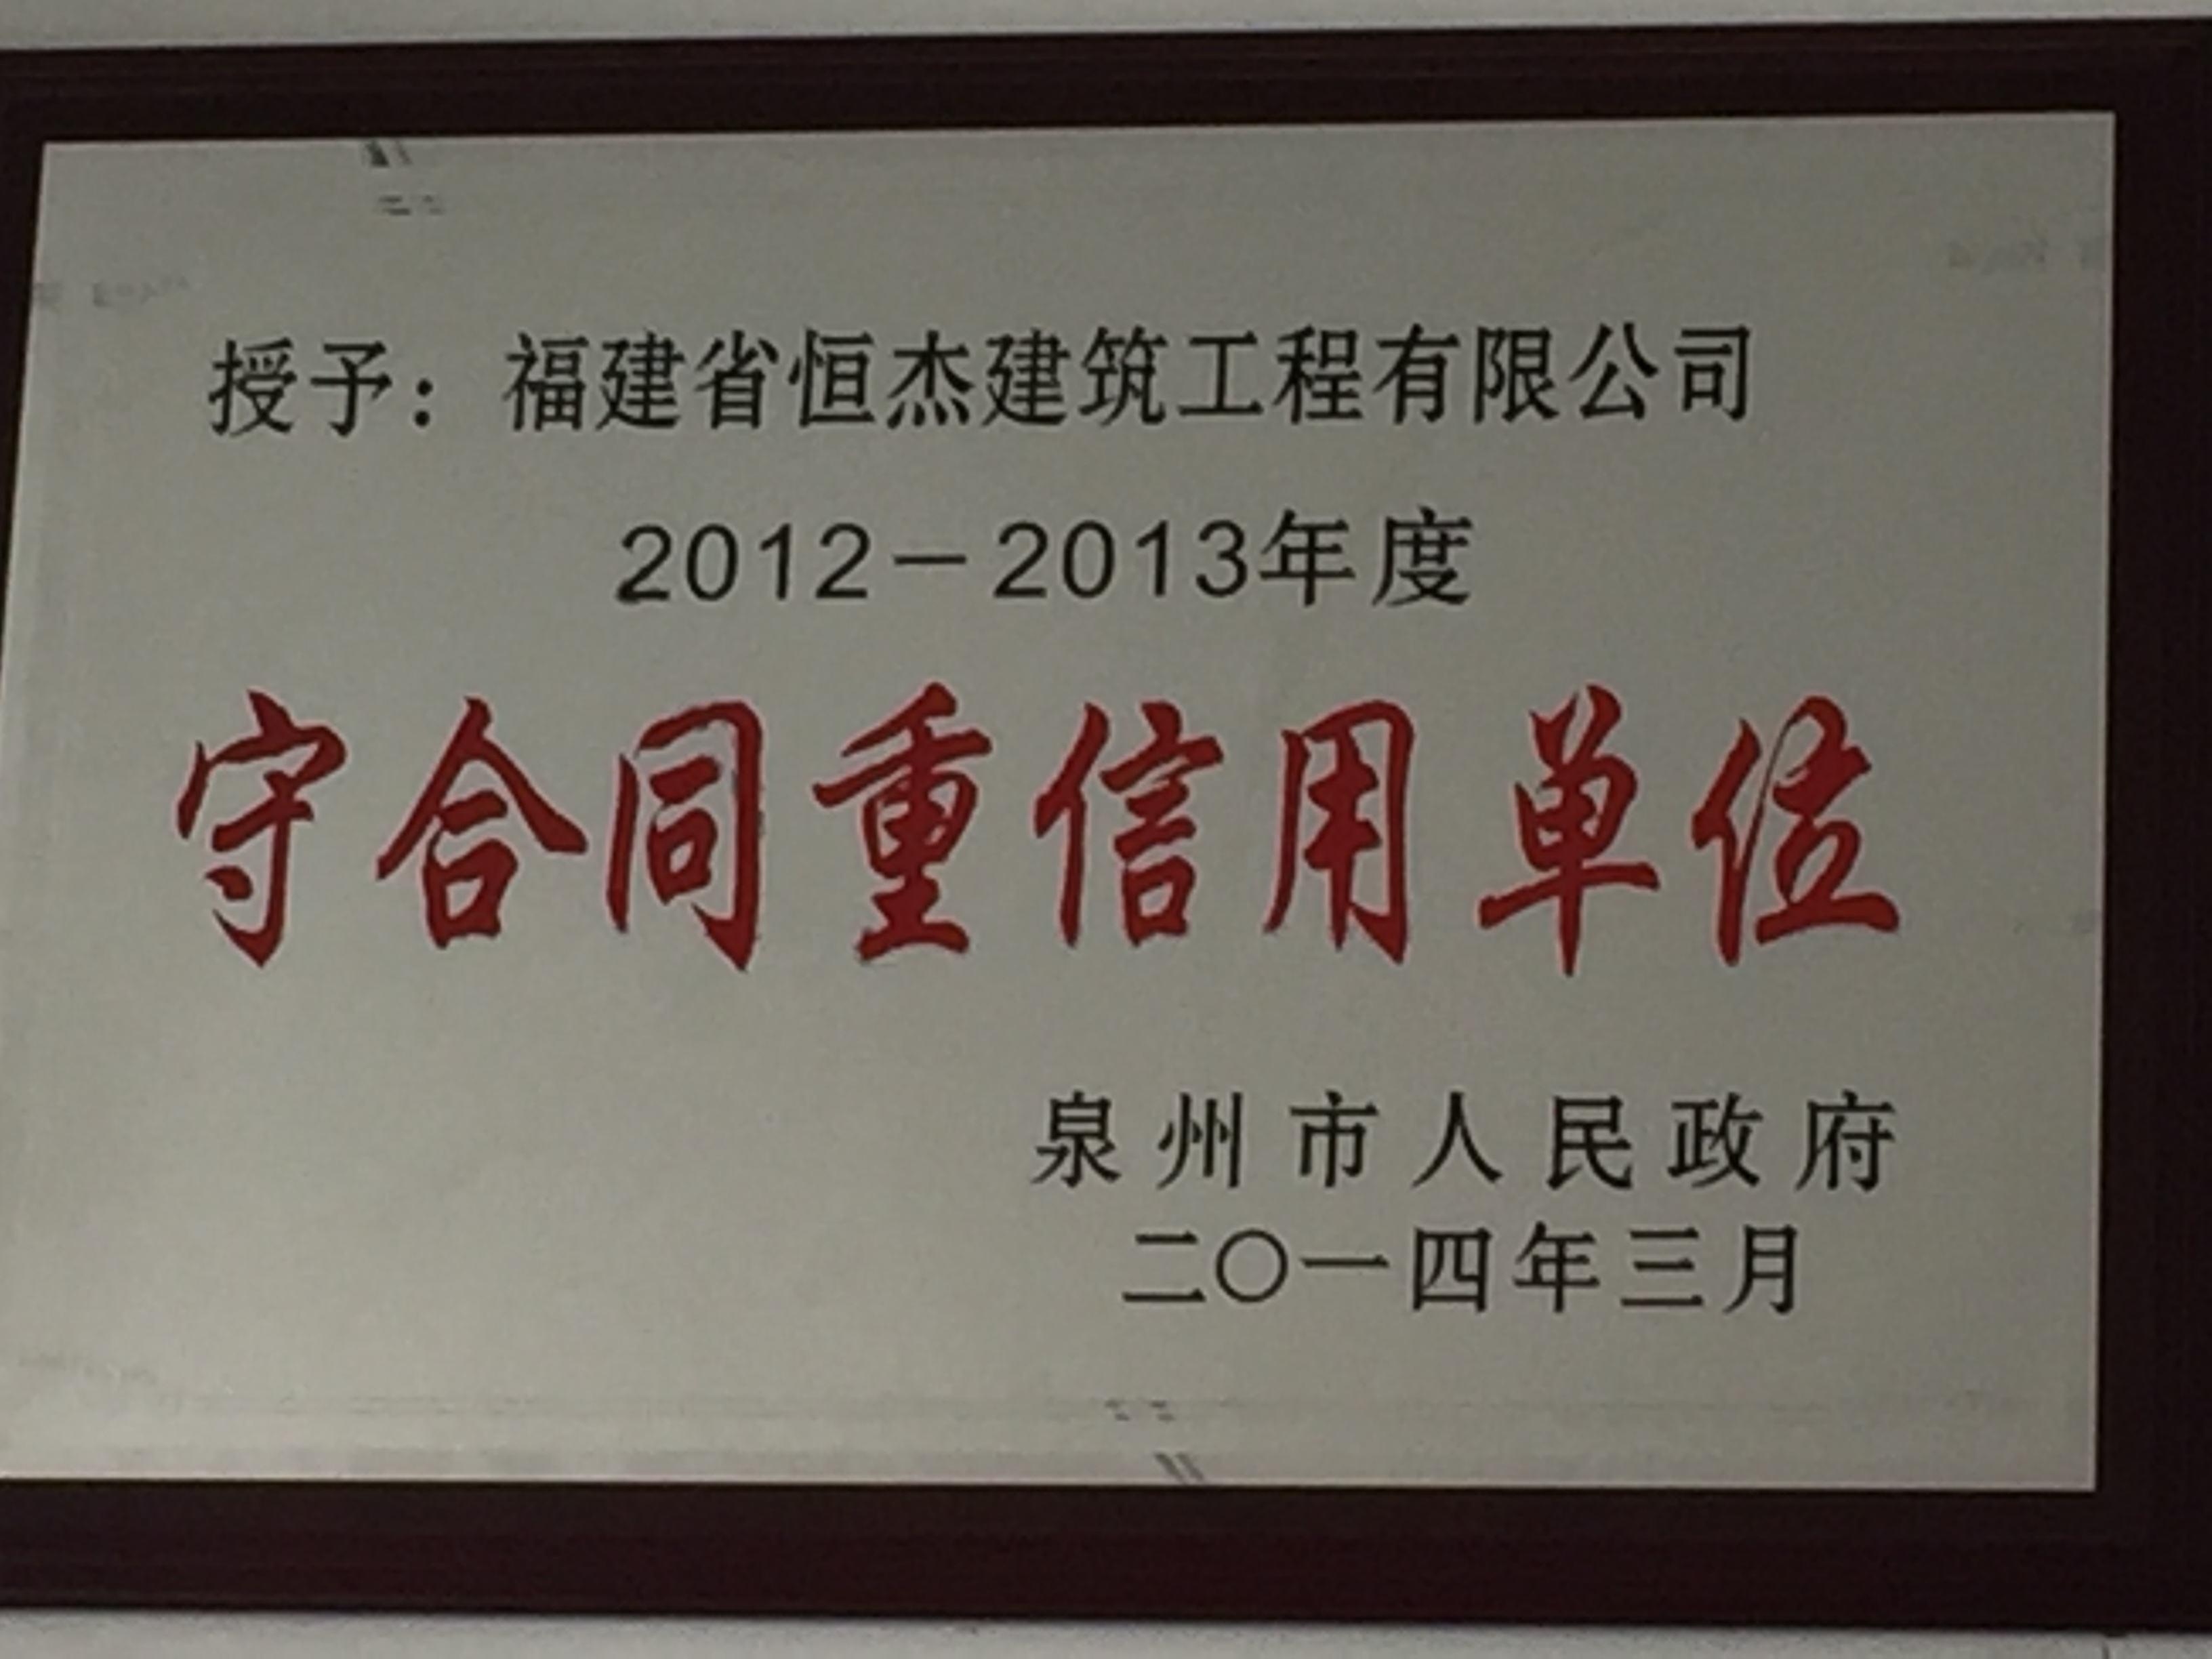 授予：福建省恒杰建筑工程有限公司
2012－2013年度
守合同重信用单位
泉州市人民政府
二〇一四年三月